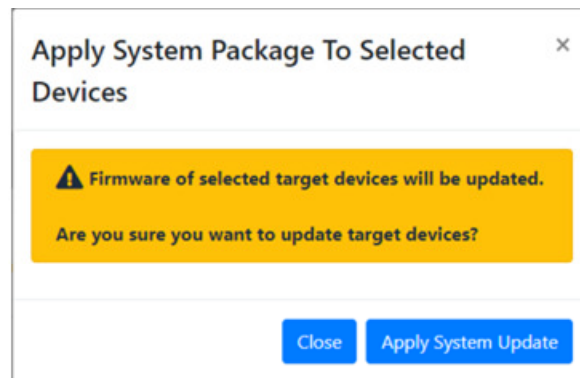 Apply System Package To Selected
Devices
×
Firmware of selected target devices will be updated.
Are you sure you want to update target devices?
Close
Apply System Update